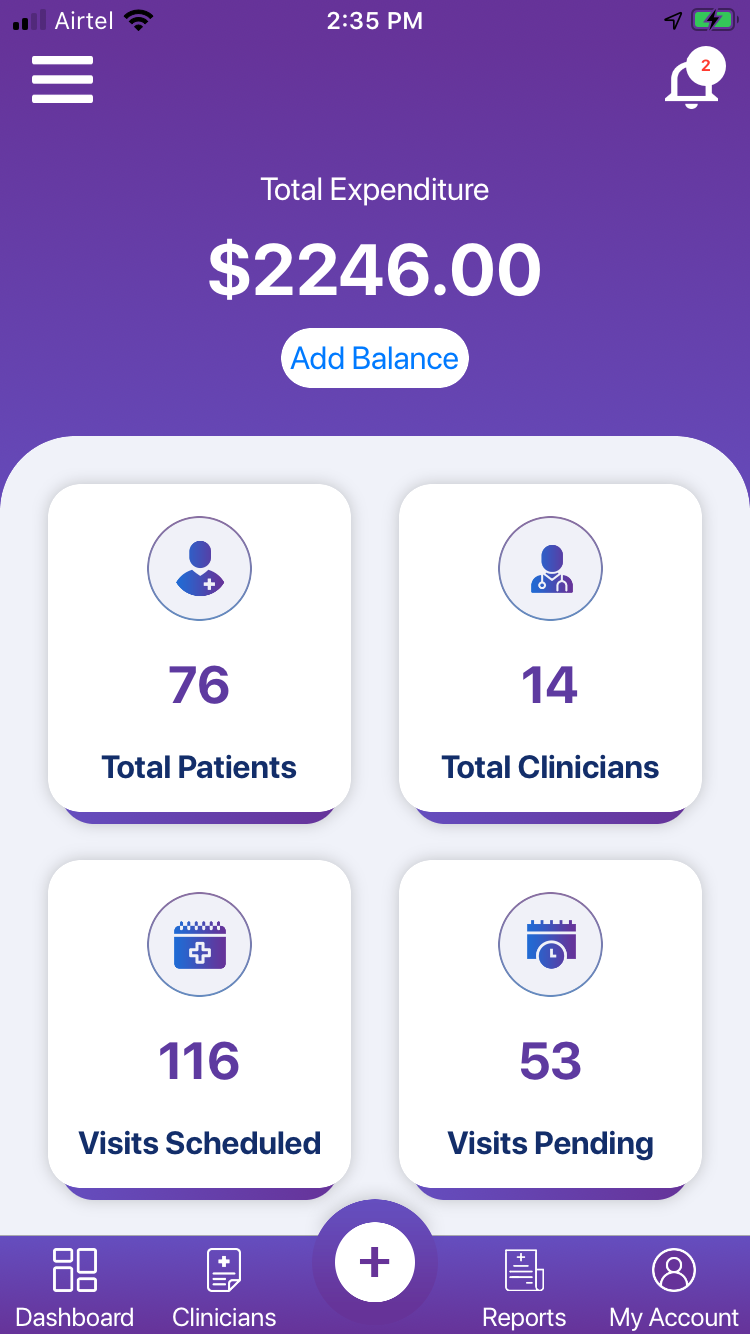 Airtel 2:35 PM
2
Total Expenditure
$2246.00
Add Balance
76 14
Total Patients Total Clinicians
116 53
Visits Scheduled Visits Pending
+
Dashboard Clinicians Reports My Account